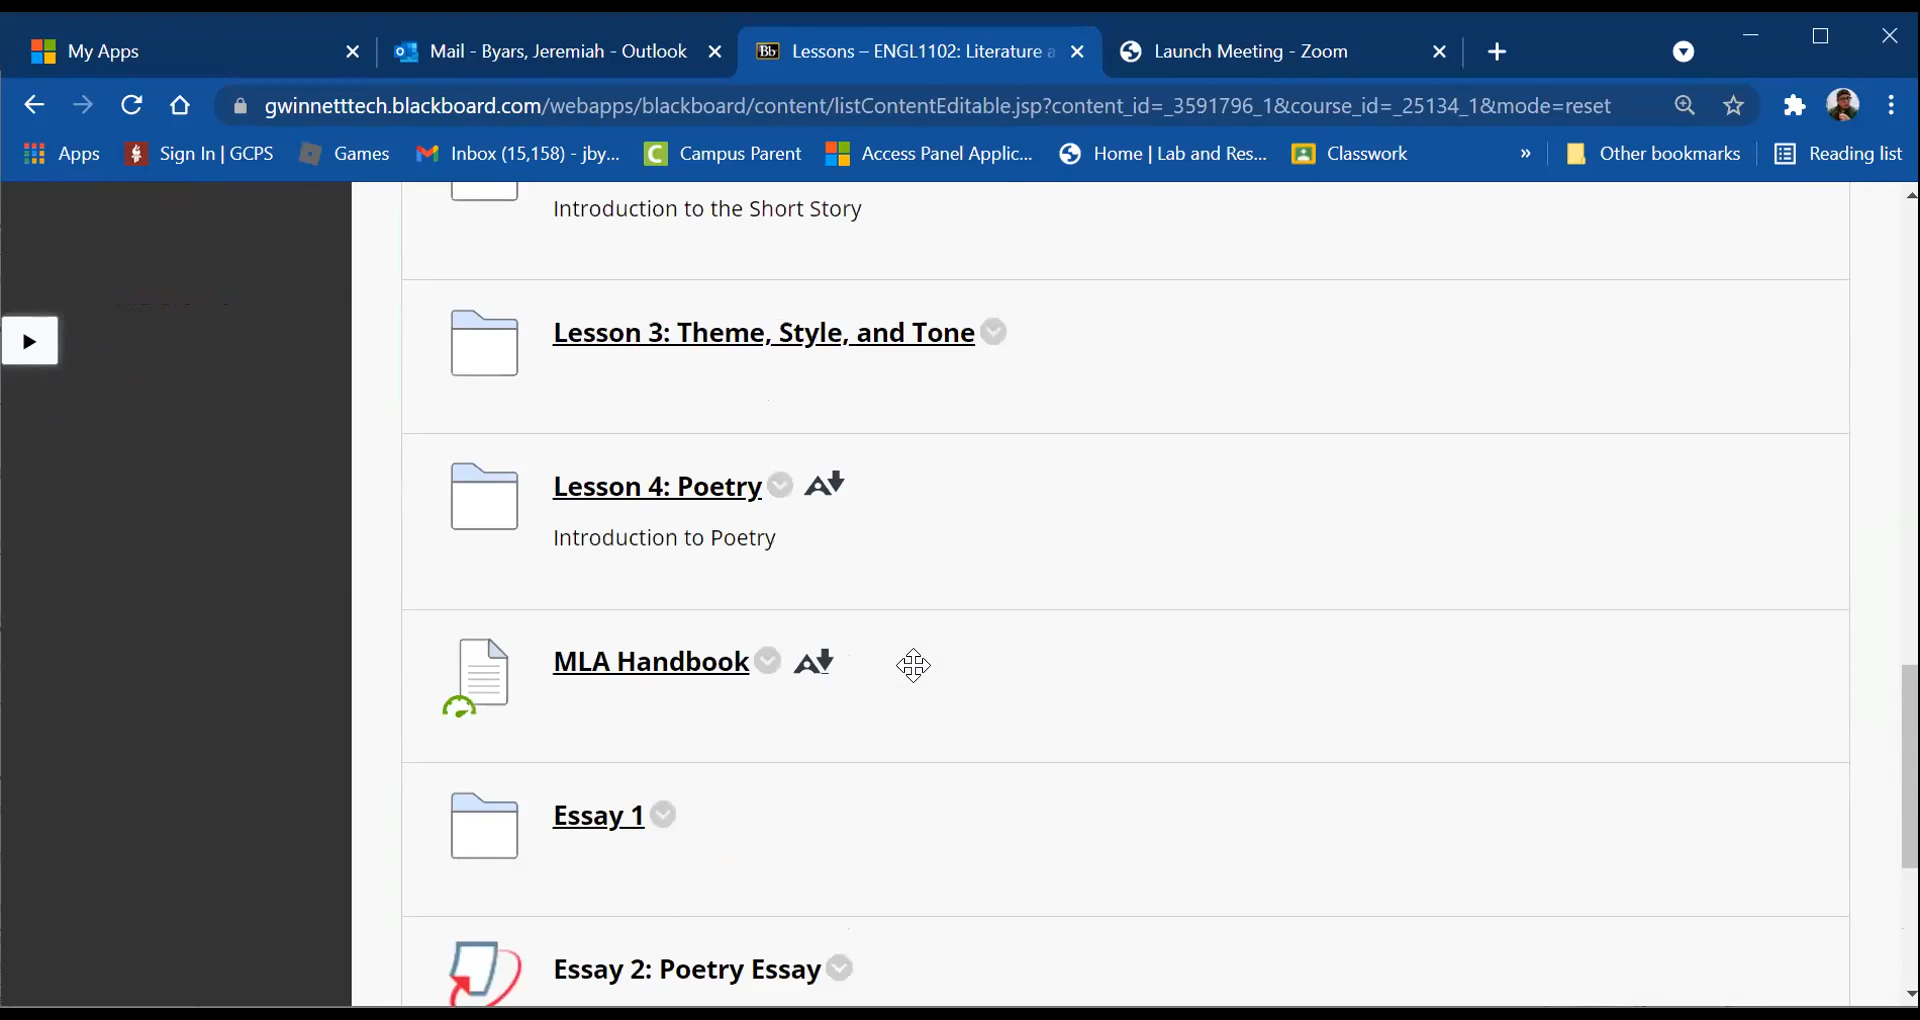 My Apps
Mail - Byars, Jeremiah - Outlook
Bb
Lessons – ENGL1102: Literature a
Launch Meeting - Zoom
gwinnetttech.blackboard.com/webapps/blackboard/content/listContentEditable.jsp?content_id=_3591796_1&course_id=_25134_1&mode=reset
Apps
Sign In | GCPS
Games
Inbox (15,158) - jby...
C
Campus Parent
Access Panel Applic...
Home | Lab and Res...
Classwork
»
Other bookmarks
Reading list
Introduction to the Short Story
Lesson 3: Theme, Style, and Tone
Lesson 4: Poetry
Introduction to Poetry
MLA Handbook
Essay 1
Essay 2: Poetry Essay